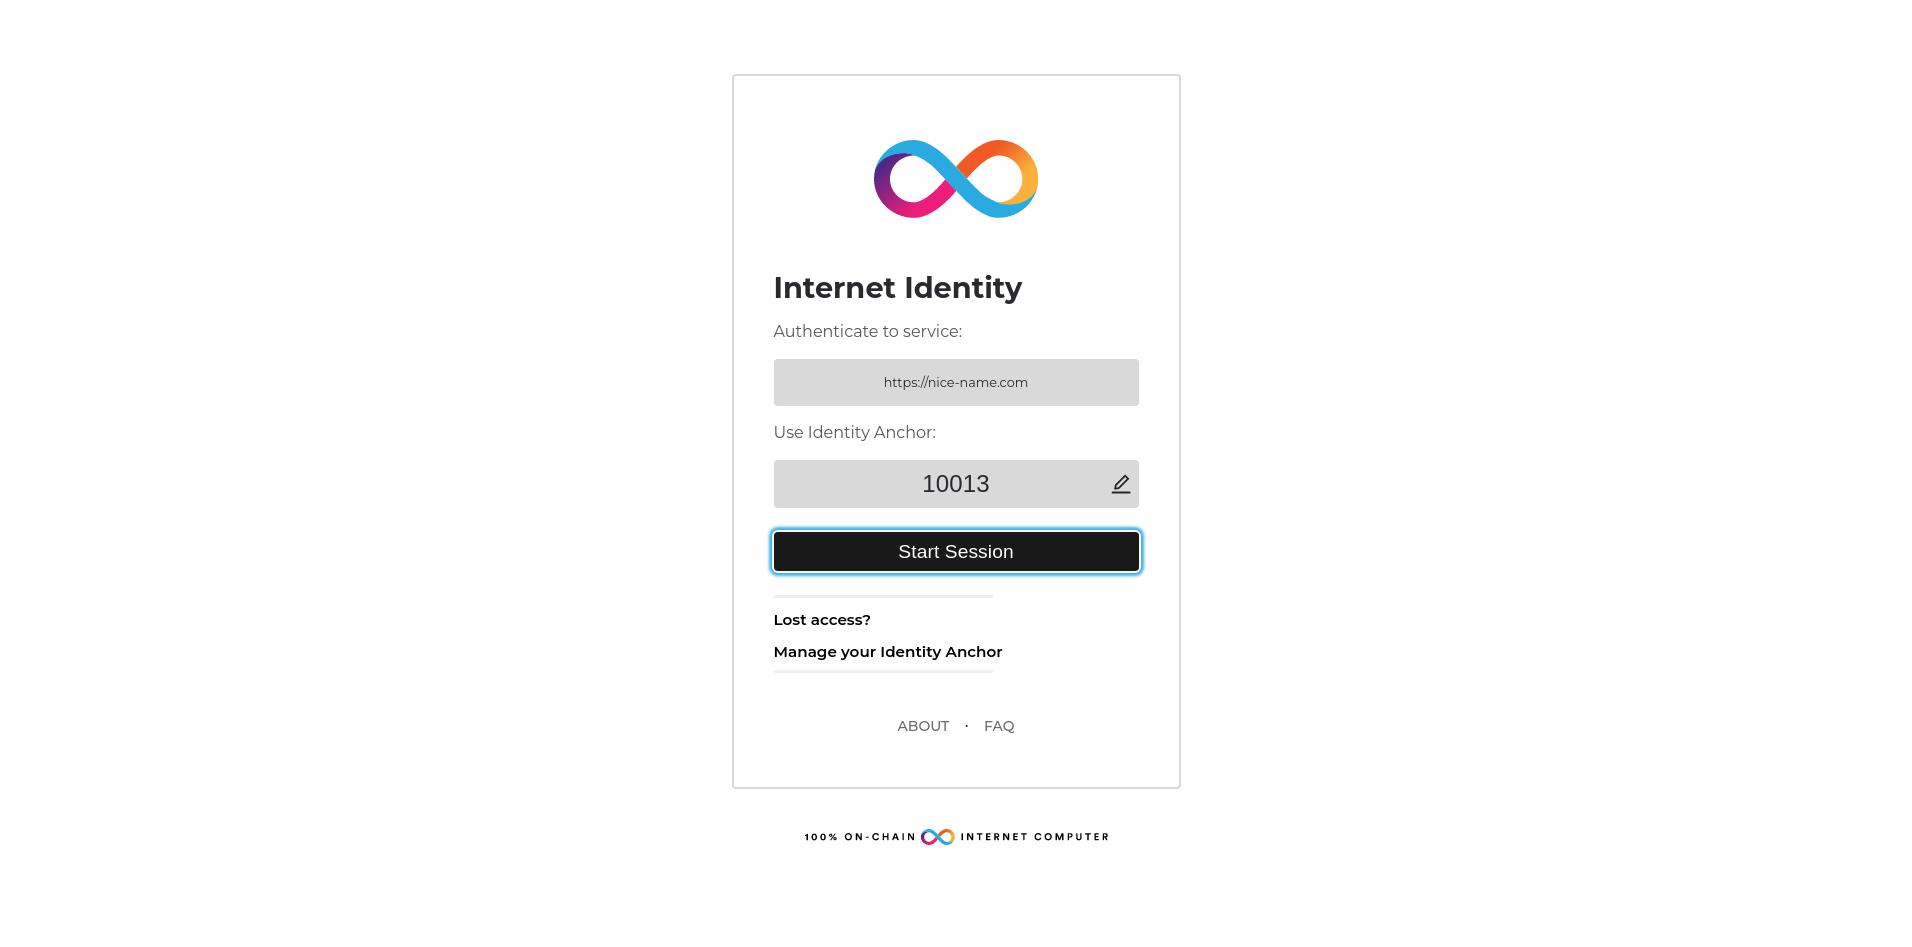 Internet Identity
Authenticate to service:
https://nice-name.com
Use Identity Anchor:
10013
Start Session
Lost access?
Manage your Identity Anchor
ABOUT · FAQ
100% ON-CHAIN INTERNET COMPUTER